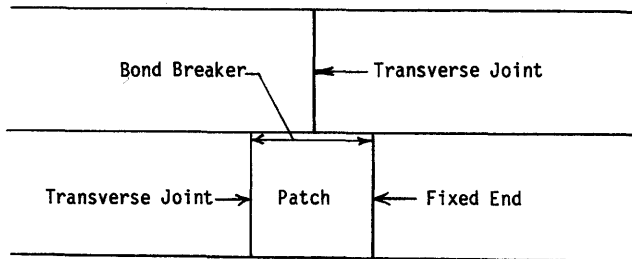 Bond Breaker
Transverse Joint
Transverse Joint
Patch
Fixed End